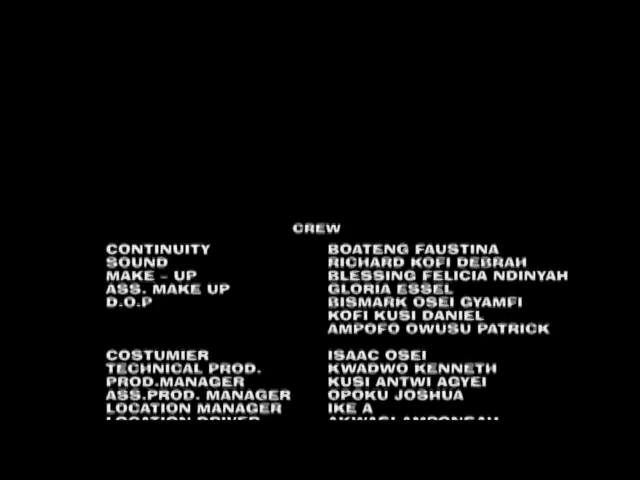 CREW
CONTINUITY BOATENG FAUSTINA
SOUND RICHARD KOFI DEBRAH
MAKE - UP BLESSING FELICIA NDINYAH
ASS. MAKE UP GLORIA ESSEL
D.O.P BISMARK OSEI GYAMFI
KOFI KUSI DANIEL
AMPOFO OWUSU PATRICK
COSTUMIER ISAAC OSEI
TECHNICAL PROD. KWADWO KENNETH
PROD.MANAGER KUSI ANTWI AGYEI
ASS.PROD. MANAGER OPOKU JOSHUA
LOCATION MANAGER IKE A
LOCATION DRIVER